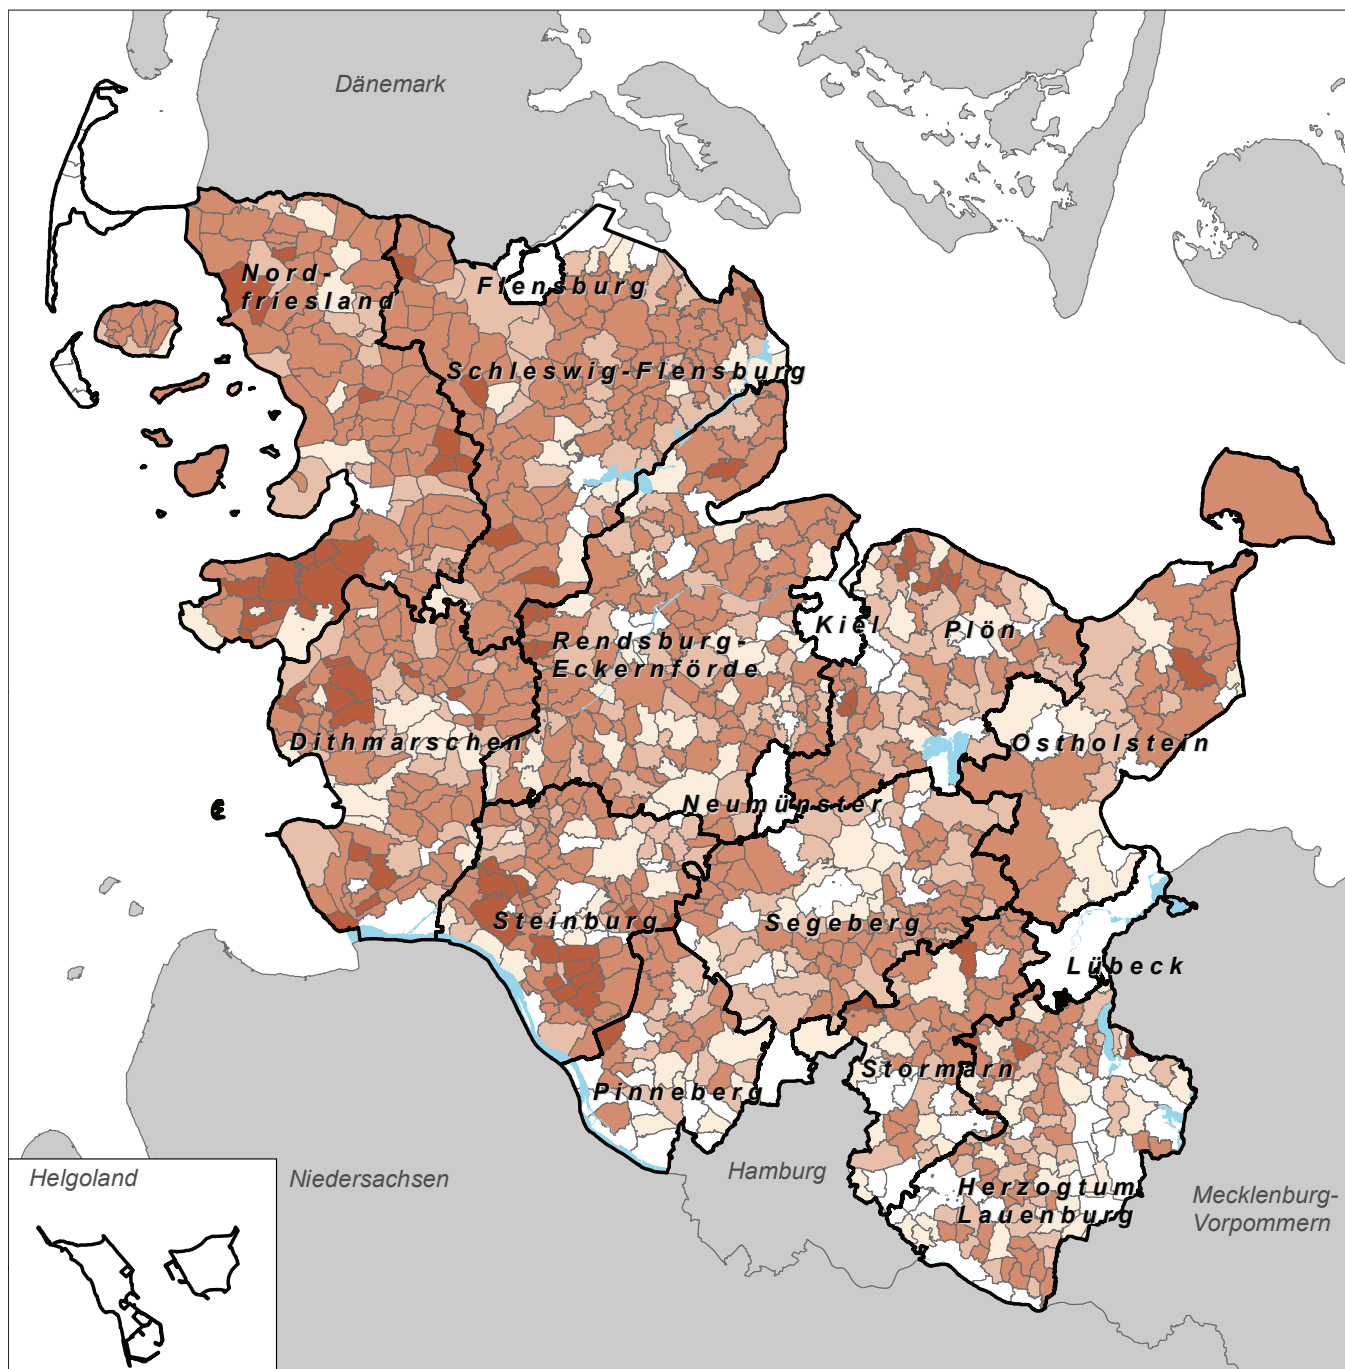 Dänemark
Nord-
friesland
Flensburg
Schleswig-Flensburg
Kiel
Plön
Rendsburg-
Eckernförde
Dithmarschen
Ostholstein
Neumünster
Steinburg
Segeberg
Lübeck
Stormarn
Pinneberg
Helgoland
Niedersachsen
Hamburg
Herzogtum
Lauenburg
Mecklenburg-
Vorpommern